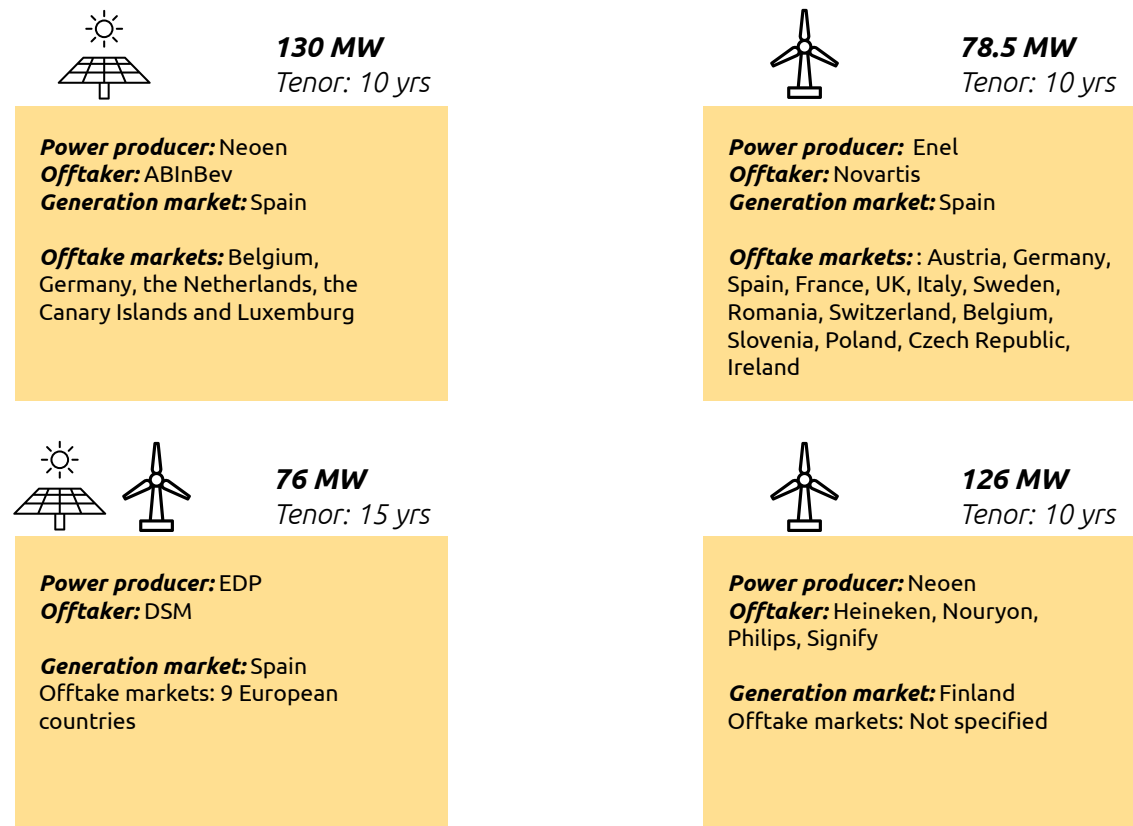 130 MW
Tenor: 10 yrs
Power producer: Neoen
Offtaker: ABInBev
Generation market: Spain
Offtake markets: Belgium,
Germany, the Netherlands, the
Canary Islands and Luxemburg
78.5 MW
Tenor: 10 yrs
Power producer: Enel
Offtaker: Novartis
Generation market: Spain
Offtake markets: : Austria, Germany,
Spain, France, UK, Italy, Sweden,
Romania, Switzerland, Belgium,
Slovenia, Poland, Czech Republic,
Ireland
76 MW
Tenor: 15 yrs
Power producer: EDP
Offtaker: DSM
Generation market: Spain
Offtake markets: 9 European
countries
126 MW
Tenor: 10 yrs
Power producer: Neoen
Offtaker: Heineken, Nouryon,
Philips, Signify
Generation market: Finland
Offtake markets: Not specified